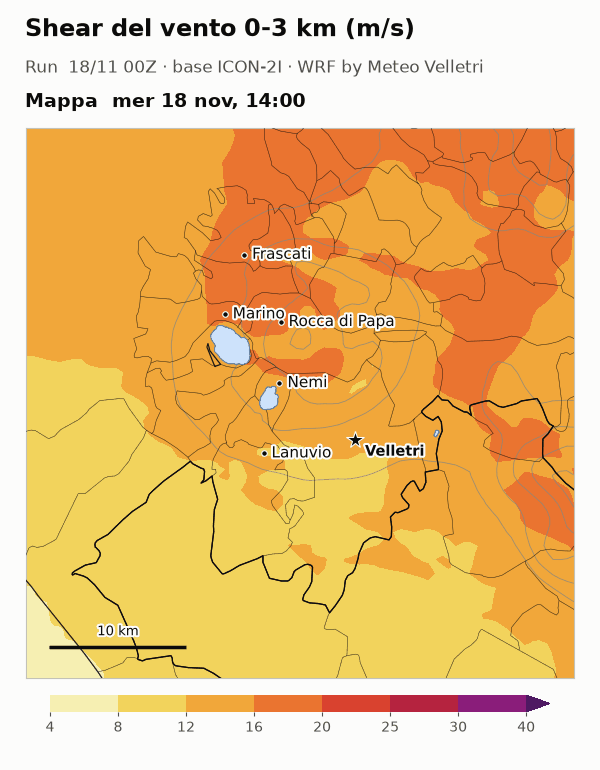 Shear del vento 0-3 km (m/s)
Run  18/11 00Z · base ICON-2I · WRF by Meteo Velletri
Mappa  mer 18 nov, 14:00
Frascati
Marino
Rocca di Papa
Nemi
Velletri
Lanuvio
10 km
4 8 12 16 20 25 30 40